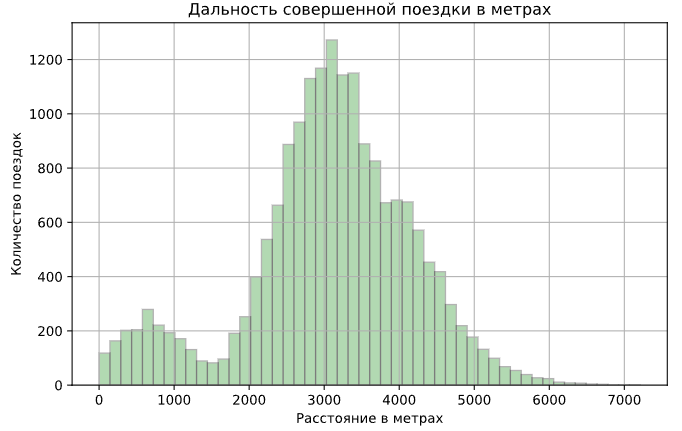 Дальность совершенной поездки в метрах
Количество поездок
1200
1000
800
600
400
200
0
0 1000 2000 3000 4000 5000 6000 7000
Расстояние в метрах